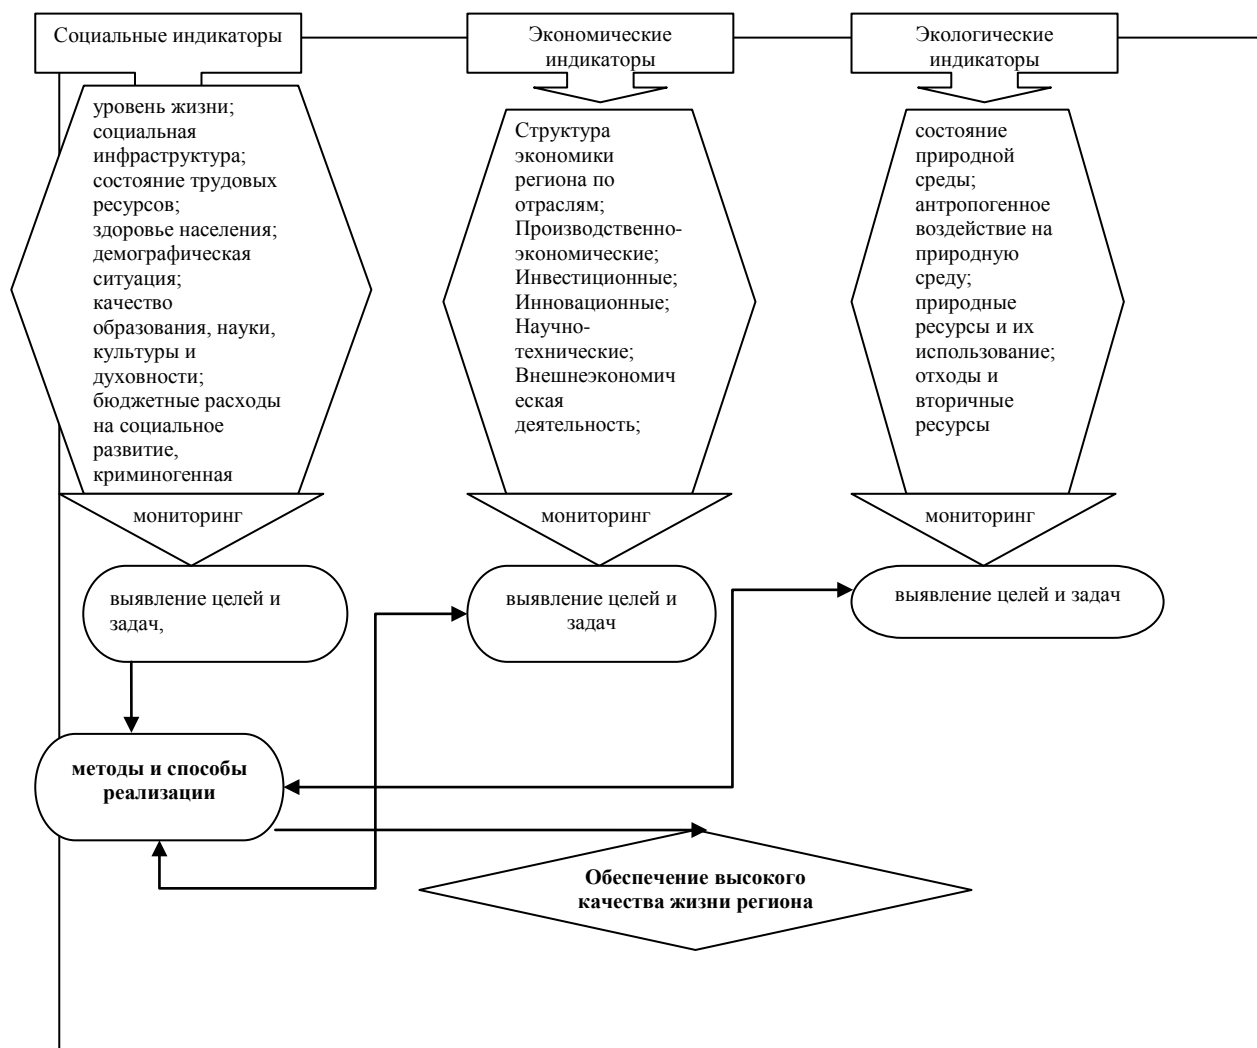 Социальные индикаторы
Экономические
индикаторы
Экологические
индикаторы
уровень жизни;
социальная
инфраструктура;
состояние трудовых
ресурсов;
здоровье населения;
демографическая
ситуация;
качество
образования, науки,
культуры и
духовности;
бюджетные расходы
на социальное
развитие,
криминогенная
Структура
экономики
региона по
отраслям;
Производственно-
экономические;
Инвестиционные;
Инновационные;
Научно-
технические;
Внешнеэкономич
еская
деятельность;
состояние
природной
среды;
антропогенное
воздействие на
природную
среду;
природные
ресурсы и их
использование;
отходы и
вторичные
ресурсы
мониторинг
мониторинг
мониторинг
выявление целей и
задач,
выявление целей и
задач
выявление целей и задач
методы и способы
реализации
Обеспечение высокого
качества жизни региона